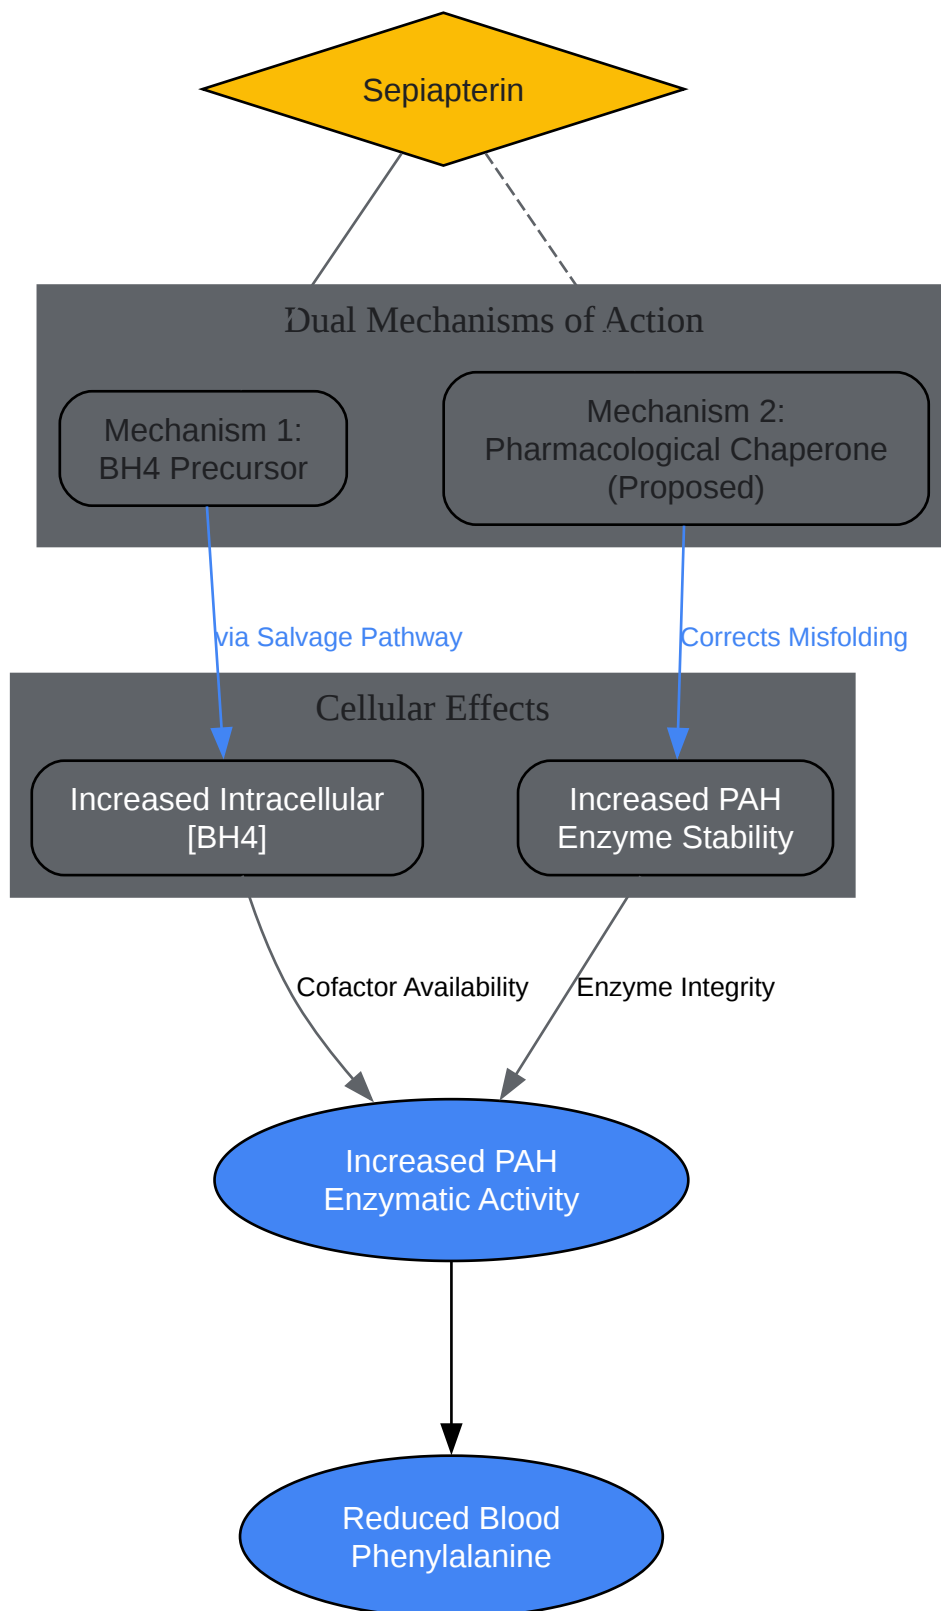 Sepiapterin
Dual Mechanisms of Action
Mechanism 1:
BH4 Precursor
Mechanism 2:
Pharmacological Chaperone
(Proposed)
via Salvage Pathway
Corrects Misfolding
Cellular Effects
Increased Intracellular
[BH4]
Increased PAH
Enzyme Stability
Cofactor Availability
Enzyme Integrity
Increased PAH
Enzymatic Activity
Reduced Blood
Phenylalanine